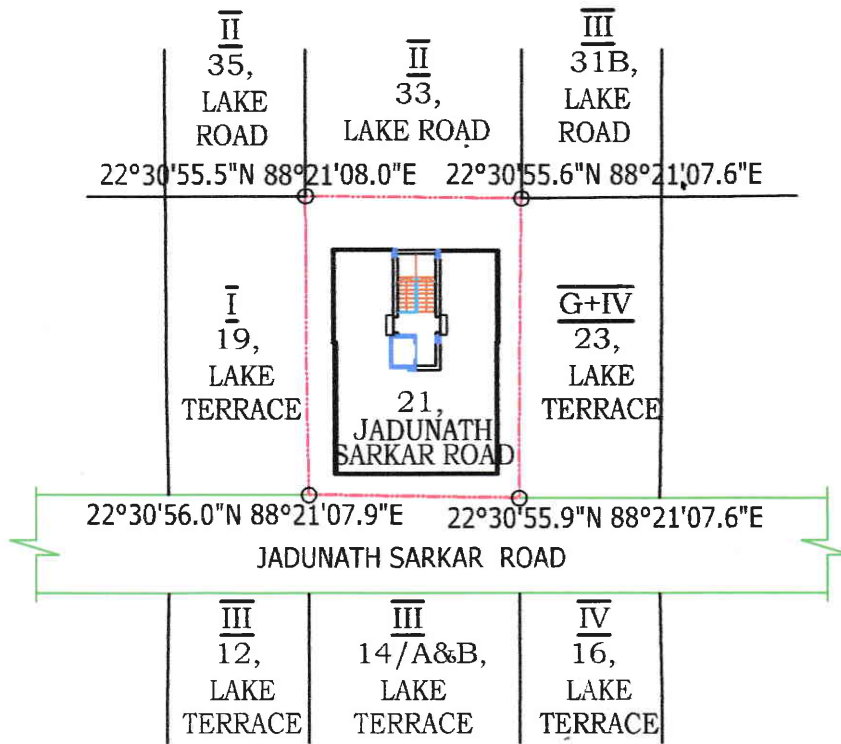 II
35,
LAKE
ROAD
II
33,
LAKE ROAD
III
31B,
LAKE
ROAD
22°30'55.5"N 88°21'08.0"E
22°30'55.6"N 88°21'07.6"E
I
19,
LAKE
TERRACE
21,
JADUNATH
SARKAR ROAD
G+IV
23,
LAKE
TERRACE
22°30'56.0"N 88°21'07.9"E
22°30'55.9"N 88°21'07.6"E
JADUNATH SARKAR ROAD
III
12,
LAKE
TERRACE
III
14/A&B,
LAKE
TERRACE
IV
16,
LAKE
TERRACE